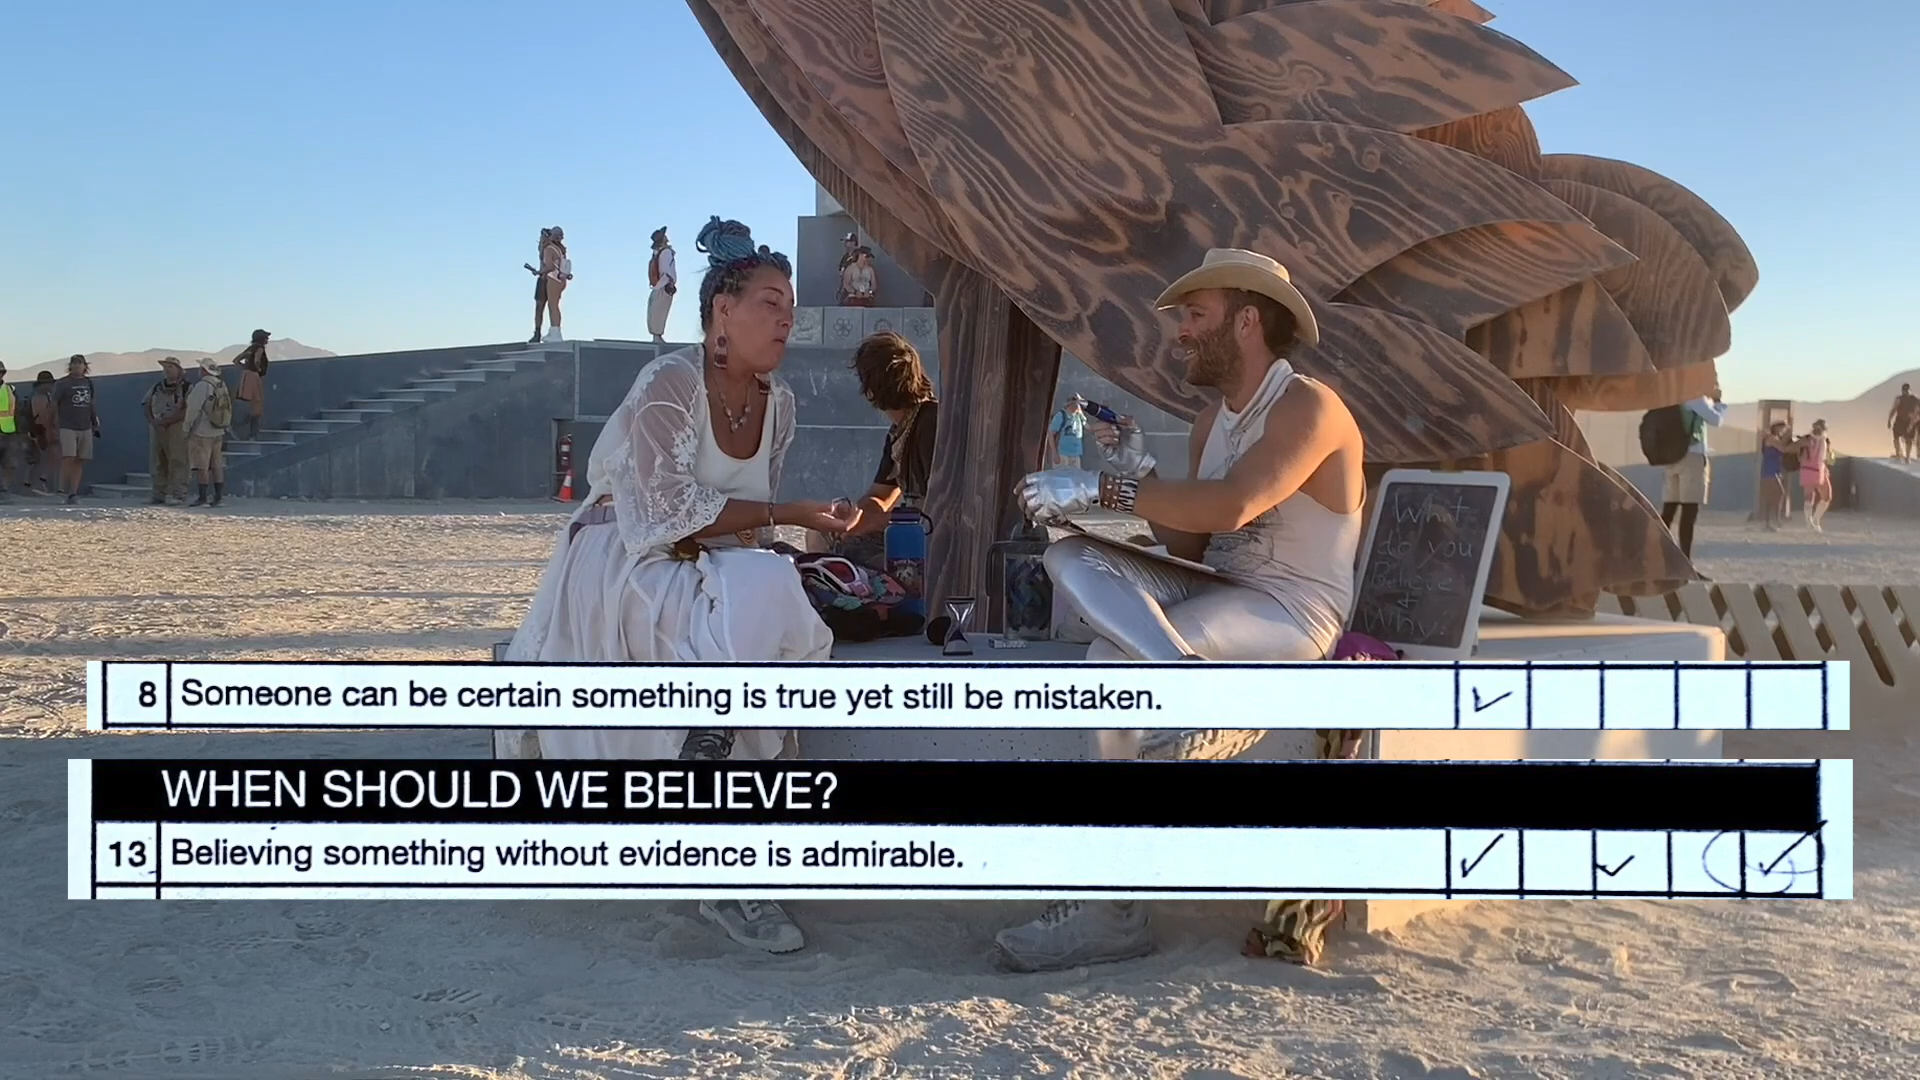 What
do you
Believe
+
Why?
8 Someone can be certain something is true yet still be mistaken.
WHEN SHOULD WE BELIEVE?
13 Believing something without evidence is admirable.